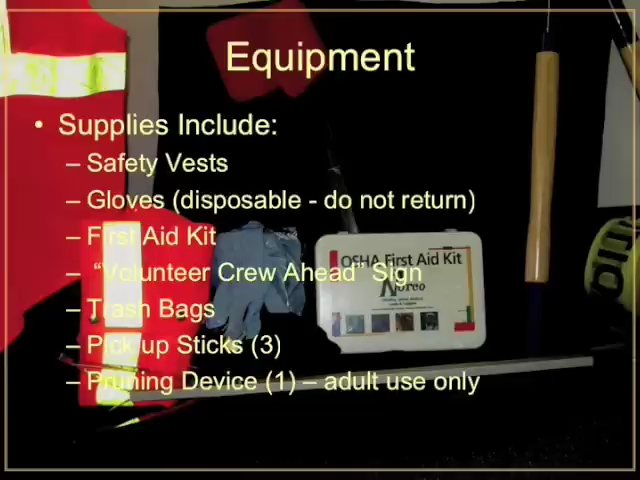 Equipment
• Supplies Include:
– Safety Vests
– Gloves (disposable - do not return)
– First Aid Kit
– “Volunteer Crew Ahead” Sign
– Trash Bags
– Pick up Sticks (3)
– Pruning Device (1) – adult use only
OSHA First Aid Kit
Norco